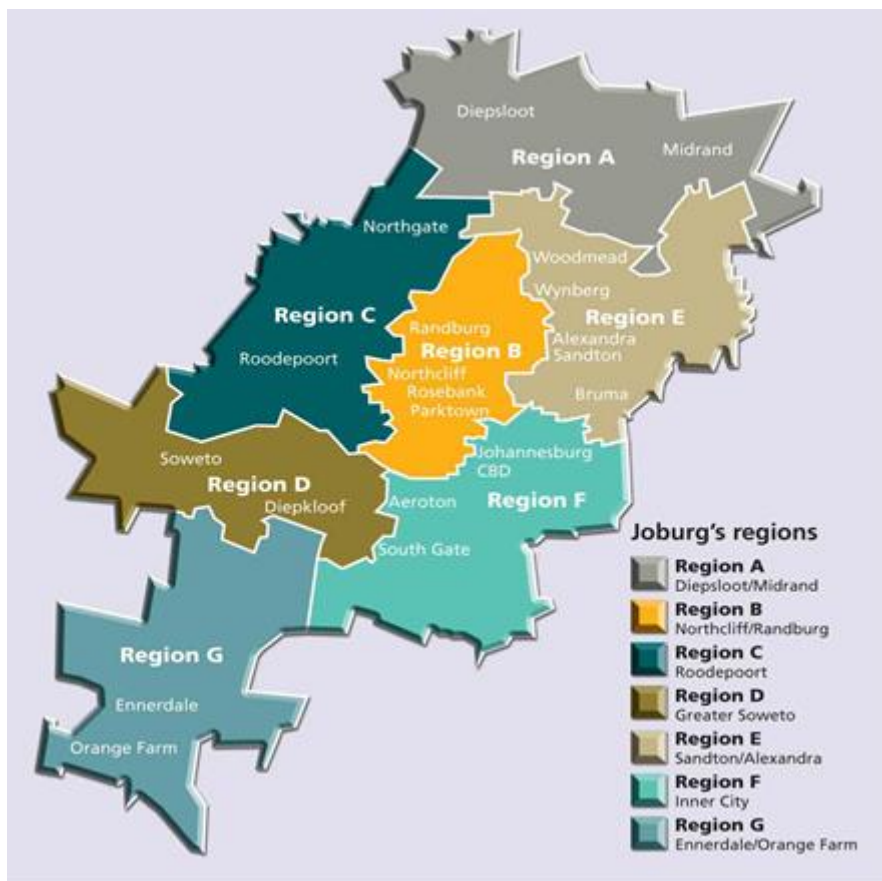 Diepsloot
Region A
Midrand
Northgate
Woodmead
Wynberg
Region C
Region E
Randburg
Region B
Alexandra
Sandton
Roodepoort
Northcliff
Rosebank
Parktown
Bruma
Soweto
Region D
Diepkloof
Johannesburg
CBD
Aeroton
Region F
South Gate
Region G
Ennerdale
Orange Farm
Joburg's regions
Region A
Diepsloot/Midrand
Region B
Northcliff/Randburg
Region C
Roodepoort
Region D
Greater Soweto
Region E
Sandton/Alexandra
Region F
Inner City
Region G
Ennerdale/Orange Farm